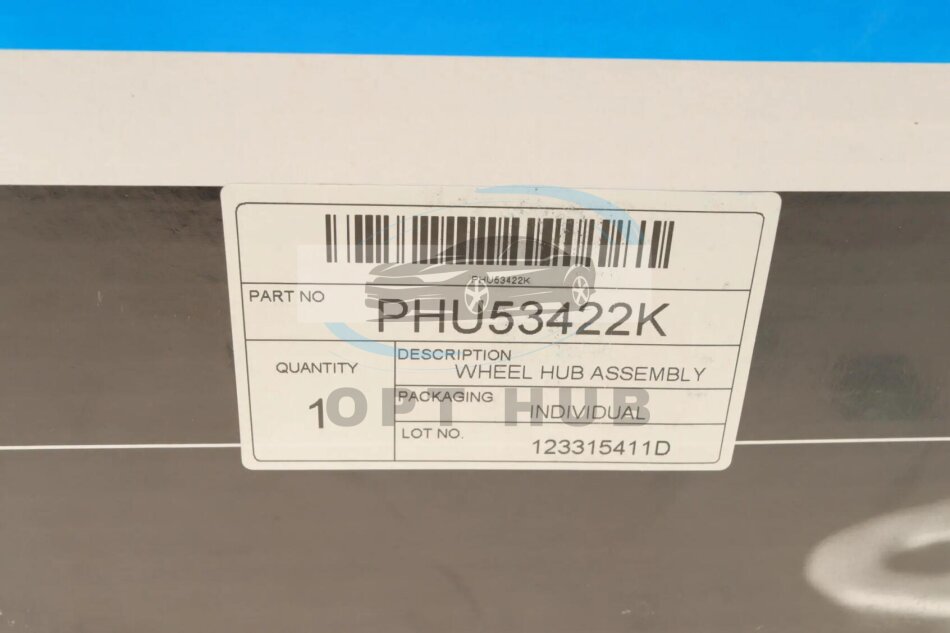 PHU53422K
PART NO
PHU53422K
QUANTITY
1
DESCRIPTION
WHEEL HUB ASSEMBLY
PACKAGING
INDIVIDUAL
LOT NO.
123315411D
OPT HUB